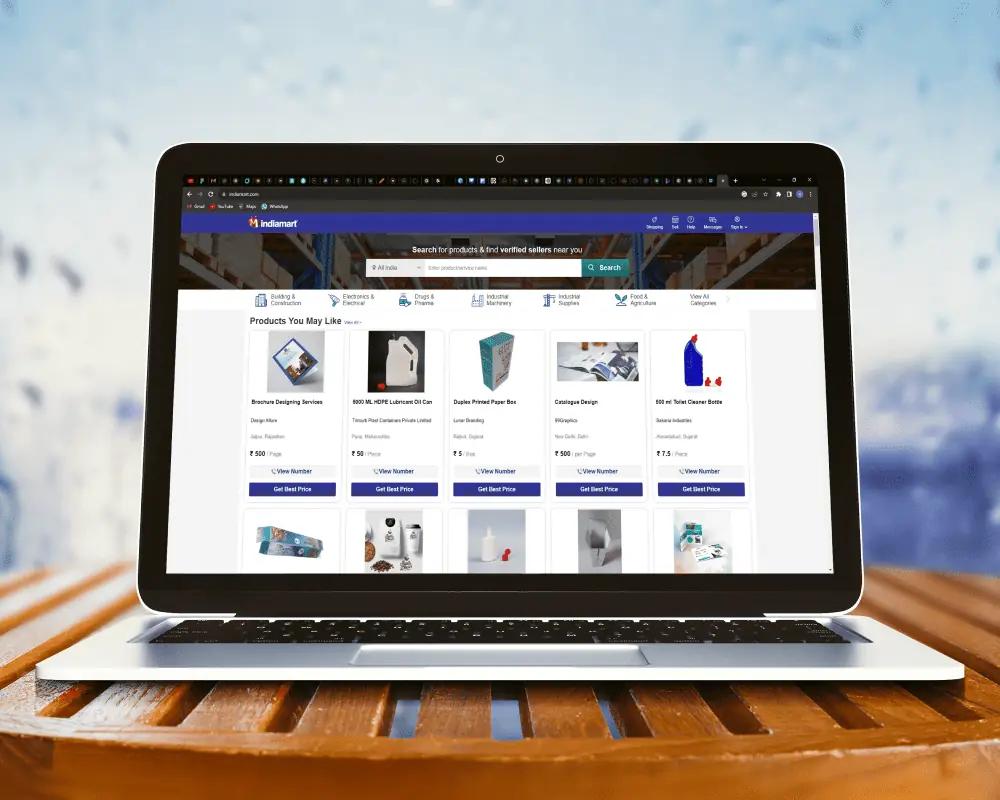 indiamart.com
Gmail YouTube Maps WhatsApp
indiamart
Shopping Sell Help Messages Sign In
Search for products & find verified sellers near you
All India Enter product/service name Search
Building & Construction
Electronics & Electrical
Drugs & Pharma
Industrial Machinery
Industrial Supplies
Food & Agriculture
View All Categories
Products You May Like View All
Brochure Designing Services
Design Allure
Jaipur, Rajasthan
₹ 500 / Page
View Number
Get Best Price
5000 ML HDPE Lubricant Oil Can
Trimurti Plast Containers Private Limited
Pune, Maharashtra
₹ 50 / Piece
View Number
Get Best Price
Duplex Printed Paper Box
Lunar Branding
Rajkot, Gujarat
₹ 5 / Box
View Number
Get Best Price
Catalogue Design
99Graphics
New Delhi, Delhi
₹ 500 / per Page
View Number
Get Best Price
500 ml Toilet Cleaner Bottle
Industries
Ahmedabad, Gujarat
₹ 7.5 / Piece
View Number
Get Best Price